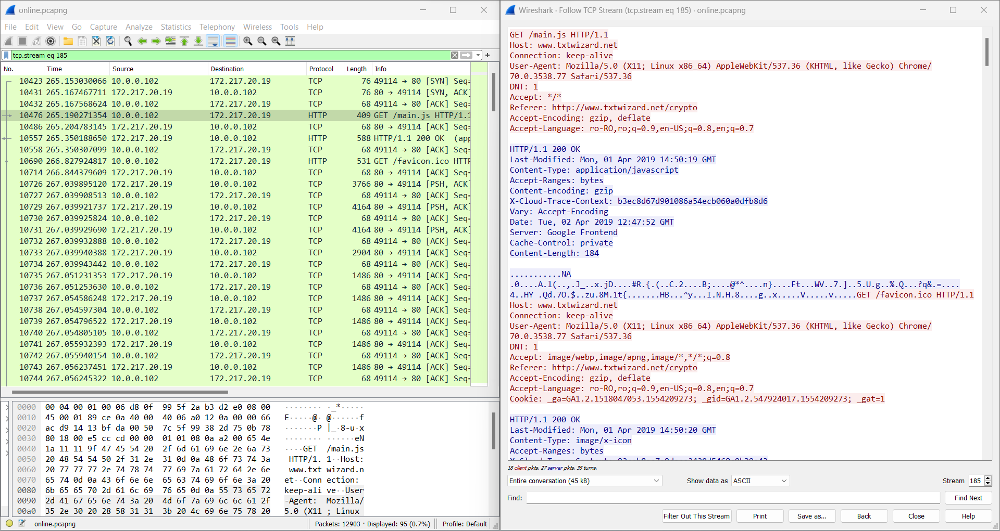 online.pcapng
File Edit View Go Capture Analyze Statistics Telephony Wireless Tools Help
tcp.stream eq 185
No. Time Source Destination Protocol Length Info
10423 265.153030066 10.0.0.102 172.217.20.19 TCP 76 49114 → 80 [SYN] Seq=
10431 265.167467711 172.217.20.19 10.0.0.102 TCP 76 80 → 49114 [SYN, ACK]
10432 265.167568624 10.0.0.102 172.217.20.19 TCP 68 49114 → 80 [ACK] Seq=
10476 265.190271354 10.0.0.102 172.217.20.19 HTTP 409 GET /main.js HTTP/1.1
10486 265.204783145 172.217.20.19 10.0.0.102 TCP 68 80 → 49114 [ACK] Seq=
10557 265.350188650 172.217.20.19 10.0.0.102 HTTP 588 HTTP/1.1 200 OK (app
10558 265.350307099 10.0.0.102 172.217.20.19 TCP 68 49114 → 80 [ACK] Seq=
10690 266.827924817 10.0.0.102 172.217.20.19 HTTP 531 GET /favicon.ico HTTP
10714 266.844379609 172.217.20.19 10.0.0.102 TCP 68 80 → 49114 [ACK] Seq=
10726 267.039895120 172.217.20.19 10.0.0.102 TCP 3766 80 → 49114 [PSH, ACK]
10727 267.039908513 10.0.0.102 172.217.20.19 TCP 68 49114 → 80 [ACK] Seq=
10729 267.039921737 172.217.20.19 10.0.0.102 TCP 4164 80 → 49114 [PSH, ACK]
10730 267.039925824 10.0.0.102 172.217.20.19 TCP 68 49114 → 80 [ACK] Seq=
10731 267.039929690 172.217.20.19 10.0.0.102 TCP 4164 80 → 49114 [PSH, ACK]
10732 267.039932888 10.0.0.102 172.217.20.19 TCP 68 49114 → 80 [ACK] Seq=
10733 267.039940388 172.217.20.19 10.0.0.102 TCP 2904 80 → 49114 [ACK] Seq=
10734 267.039943442 10.0.0.102 172.217.20.19 TCP 68 49114 → 80 [ACK] Seq=
10735 267.051231353 172.217.20.19 10.0.0.102 TCP 1486 80 → 49114 [ACK] Seq=
10736 267.051253630 10.0.0.102 172.217.20.19 TCP 68 49114 → 80 [ACK] Seq=
10737 267.054586248 172.217.20.19 10.0.0.102 TCP 1486 80 → 49114 [ACK] Seq=
10738 267.054597304 10.0.0.102 172.217.20.19 TCP 68 49114 → 80 [ACK] Seq=
10739 267.054796522 172.217.20.19 10.0.0.102 TCP 1486 80 → 49114 [ACK] Seq=
10740 267.054805105 10.0.0.102 172.217.20.19 TCP 68 49114 → 80 [ACK] Seq=
10741 267.055932393 172.217.20.19 10.0.0.102 TCP 1486 80 → 49114 [ACK] Seq=
10742 267.055940154 10.0.0.102 172.217.20.19 TCP 68 49114 → 80 [ACK] Seq=
10743 267.056237451 172.217.20.19 10.0.0.102 TCP 1486 80 → 49114 [ACK] Seq=
10744 267.056245322 10.0.0.102 172.217.20.19 TCP 68 49114 → 80 [ACK] Seq=
0000 00 04 00 01 00 06 d8 0f 99 5f 2a b3 d2 e0 08 00 ········ ·_*·····
0010 45 00 01 89 ce 0a 40 00 40 06 a0 12 0a 00 00 66 E·····@· @······f
0020 ac d9 14 13 bf da 00 50 7c 5f 99 38 2d 75 0b 78 ·······P |_·8-u·x
0030 80 18 00 e5 cc cd 00 00 01 01 08 0a a2 00 65 4e ········ ······eN
0040 1a 11 11 9f 47 45 54 20 2f 6d 61 69 6e 2e 6a 73 ····GET /main.js
0050 20 48 54 54 50 2f 31 2e 31 0d 0a 48 6f 73 74 3a HTTP/1. 1··Host:
0060 20 77 77 77 2e 74 78 74 77 69 7a 61 72 64 2e 6e www.txt wizard.n
0070 65 74 0d 0a 43 6f 6e 6e 65 63 74 69 6f 6e 3a 20 et··Conn ection:
0080 6b 65 65 70 2d 61 6c 69 76 65 0d 0a 55 73 65 72 keep-ali ve··User
0090 2d 41 67 65 6e 74 3a 20 4d 6f 7a 69 6c 6c 61 2f -Agent: Mozilla/
00a0 35 2e 30 20 28 58 31 31 3b 20 4c 69 6e 75 78 20 5.0 (X11 ; Linux
online.pcapng Packets: 12903 · Displayed: 95 (0.7%) Profile: Default
Wireshark · Follow TCP Stream (tcp.stream eq 185) · online.pcapng
GET /main.js HTTP/1.1
Host: www.txtwizard.net
Connection: keep-alive
User-Agent: Mozilla/5.0 (X11; Linux x86_64) AppleWebKit/537.36 (KHTML, like Gecko) Chrome/
70.0.3538.77 Safari/537.36
DNT: 1
Accept: */*
Referer: http://www.txtwizard.net/crypto
Accept-Encoding: gzip, deflate
Accept-Language: ro-RO,ro;q=0.9,en-US;q=0.8,en;q=0.7
HTTP/1.1 200 OK
Last-Modified: Mon, 01 Apr 2019 14:50:19 GMT
Content-Type: application/javascript
Accept-Ranges: bytes
Content-Encoding: gzip
X-Cloud-Trace-Context: b3ec8d67d901086a54ecb060a0dfb8d6
Vary: Accept-Encoding
Date: Tue, 02 Apr 2019 12:47:52 GMT
Server: Google Frontend
Cache-Control: private
Content-Length: 184
...........NA
.0....A.l(..,.J_..x.jD....#R.{.(..C.2....B;....@*^....n}....Ft...WV..7.]..5.U.g..%.Q...?q&.=....
4..HY .Qd.7O.$..zu.8M.1t{.......HB...^y...I.N.H.8....g..x.....V.....v.....GET /favicon.ico HTTP/1.1
Host: www.txtwizard.net
Connection: keep-alive
User-Agent: Mozilla/5.0 (X11; Linux x86_64) AppleWebKit/537.36 (KHTML, like Gecko) Chrome/
70.0.3538.77 Safari/537.36
DNT: 1
Accept: image/webp,image/apng,image/*,*/*;q=0.8
Referer: http://www.txtwizard.net/crypto
Accept-Encoding: gzip, deflate
Accept-Language: ro-RO,ro;q=0.9,en-US;q=0.8,en;q=0.7
Cookie: _ga=GA1.2.1518047053.1554209273; _gid=GA1.2.547924017.1554209273; _gat=1
HTTP/1.1 200 OK
Last-Modified: Mon, 01 Apr 2019 14:50:20 GMT
Content-Type: image/x-icon
Accept-Ranges: bytes
18 client pkts, 27 server pkts, 35 turns.
Entire conversation (45 kB) Show data as ASCII Stream 185
Find: Find Next
Filter Out This Stream Print Save as... Back Close Help